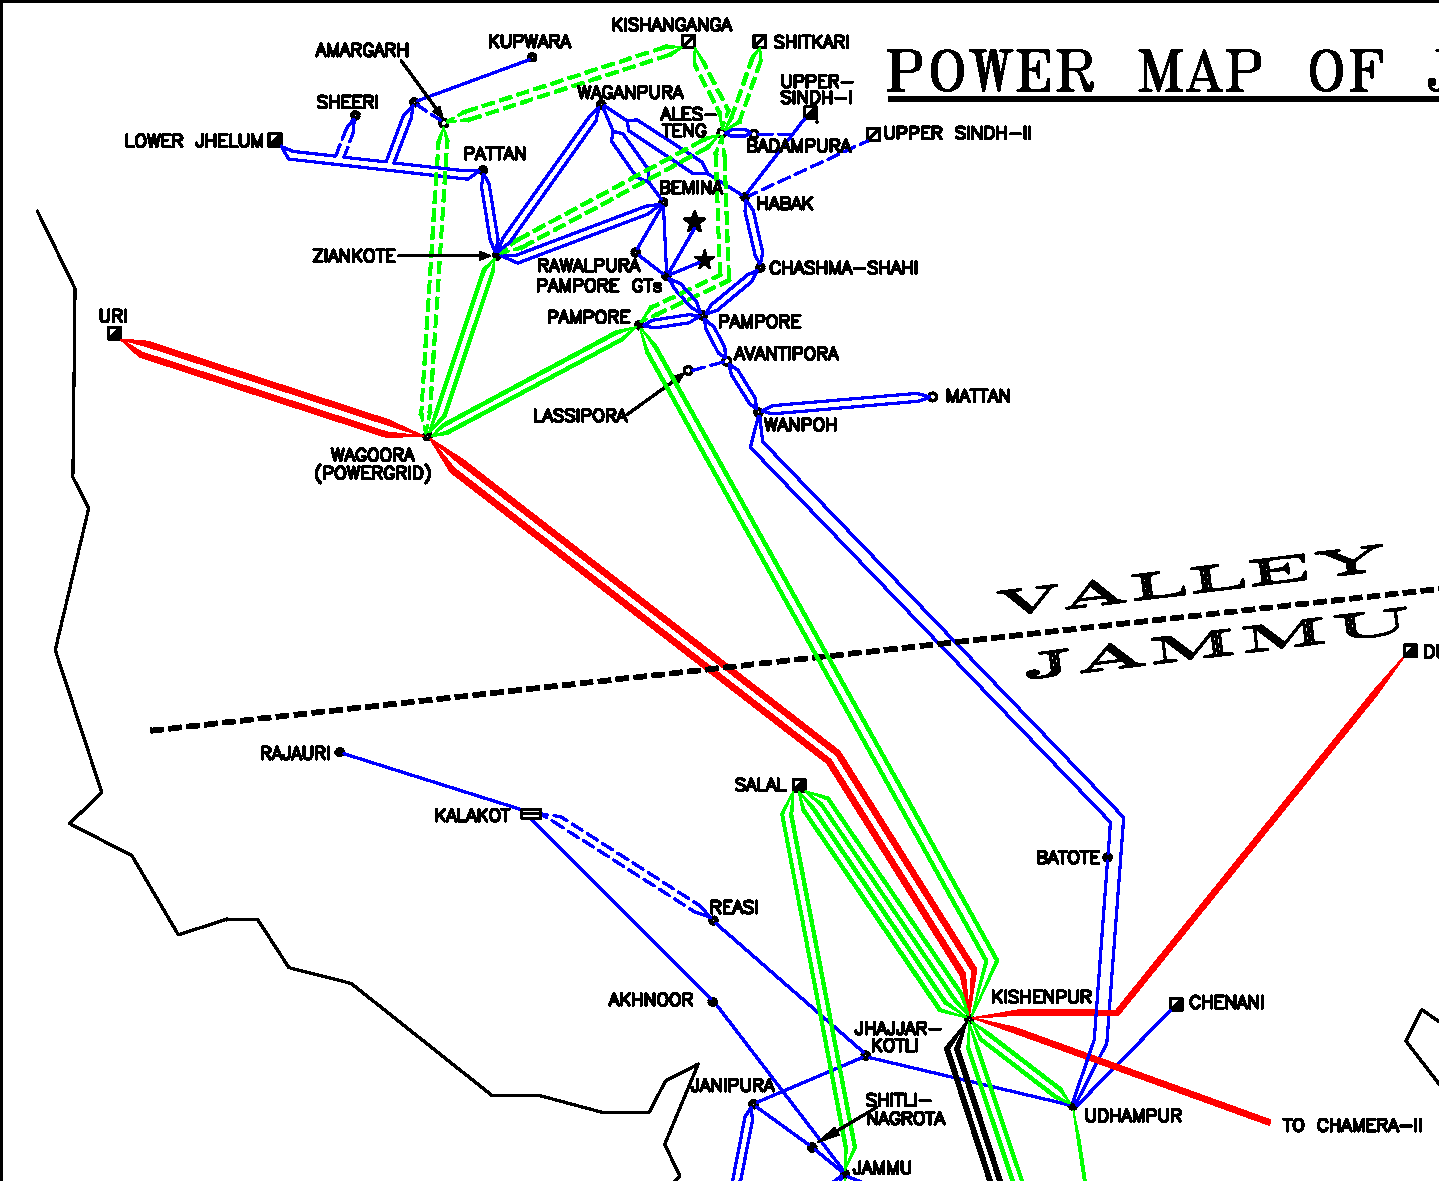 POWER MAP OF J
KISHANGANGA
SHITKARI
KUPWARA
AMARGARH
SHEERI
LOWER JHELUM
PATTAN
WAGANPURA
ALES-
TENG
UPPER-
SINDH-I
BADAMPURA
UPPER SINDH-II
BEMINA
HABAK
ZIANKOTE
RAWALPURA
PAMPORE GTs
CHASHMA-SHAHI
URI
PAMPORE
PAMPORE
AVANTIPORA
LASSIPORA
MATTAN
WANPOH
WAGOORA
(POWERGRID)
VALLEY
JAMMU
DU
RAJAURI
KALAKOT
SALAL
BATOTE
REASI
AKHNOOR
KISHENPUR
CHENANI
JHAJJAR-
KOTLI
JANIPURA
SHITLI-
NAGROTA
UDHAMPUR
TO CHAMERA-II
JAMMU